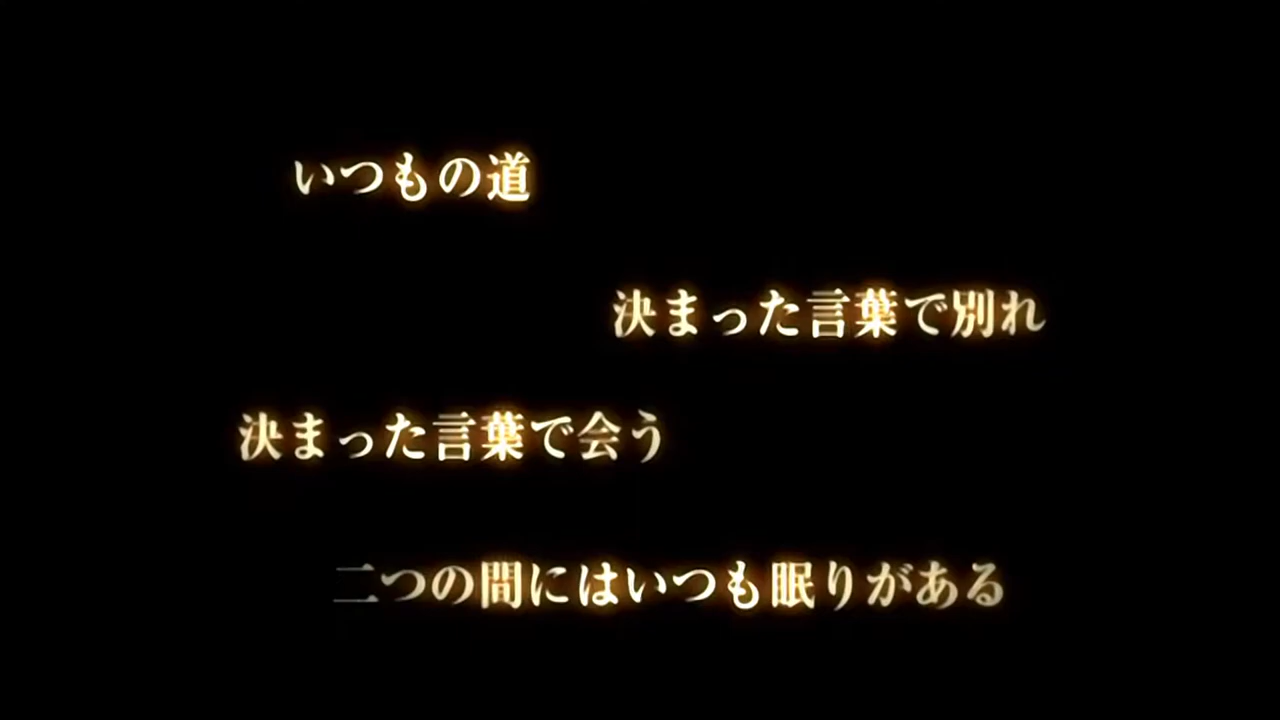 いつもの道
決まった言葉で別れ
決まった言葉で会う
二つの間にはいつも眠りがある